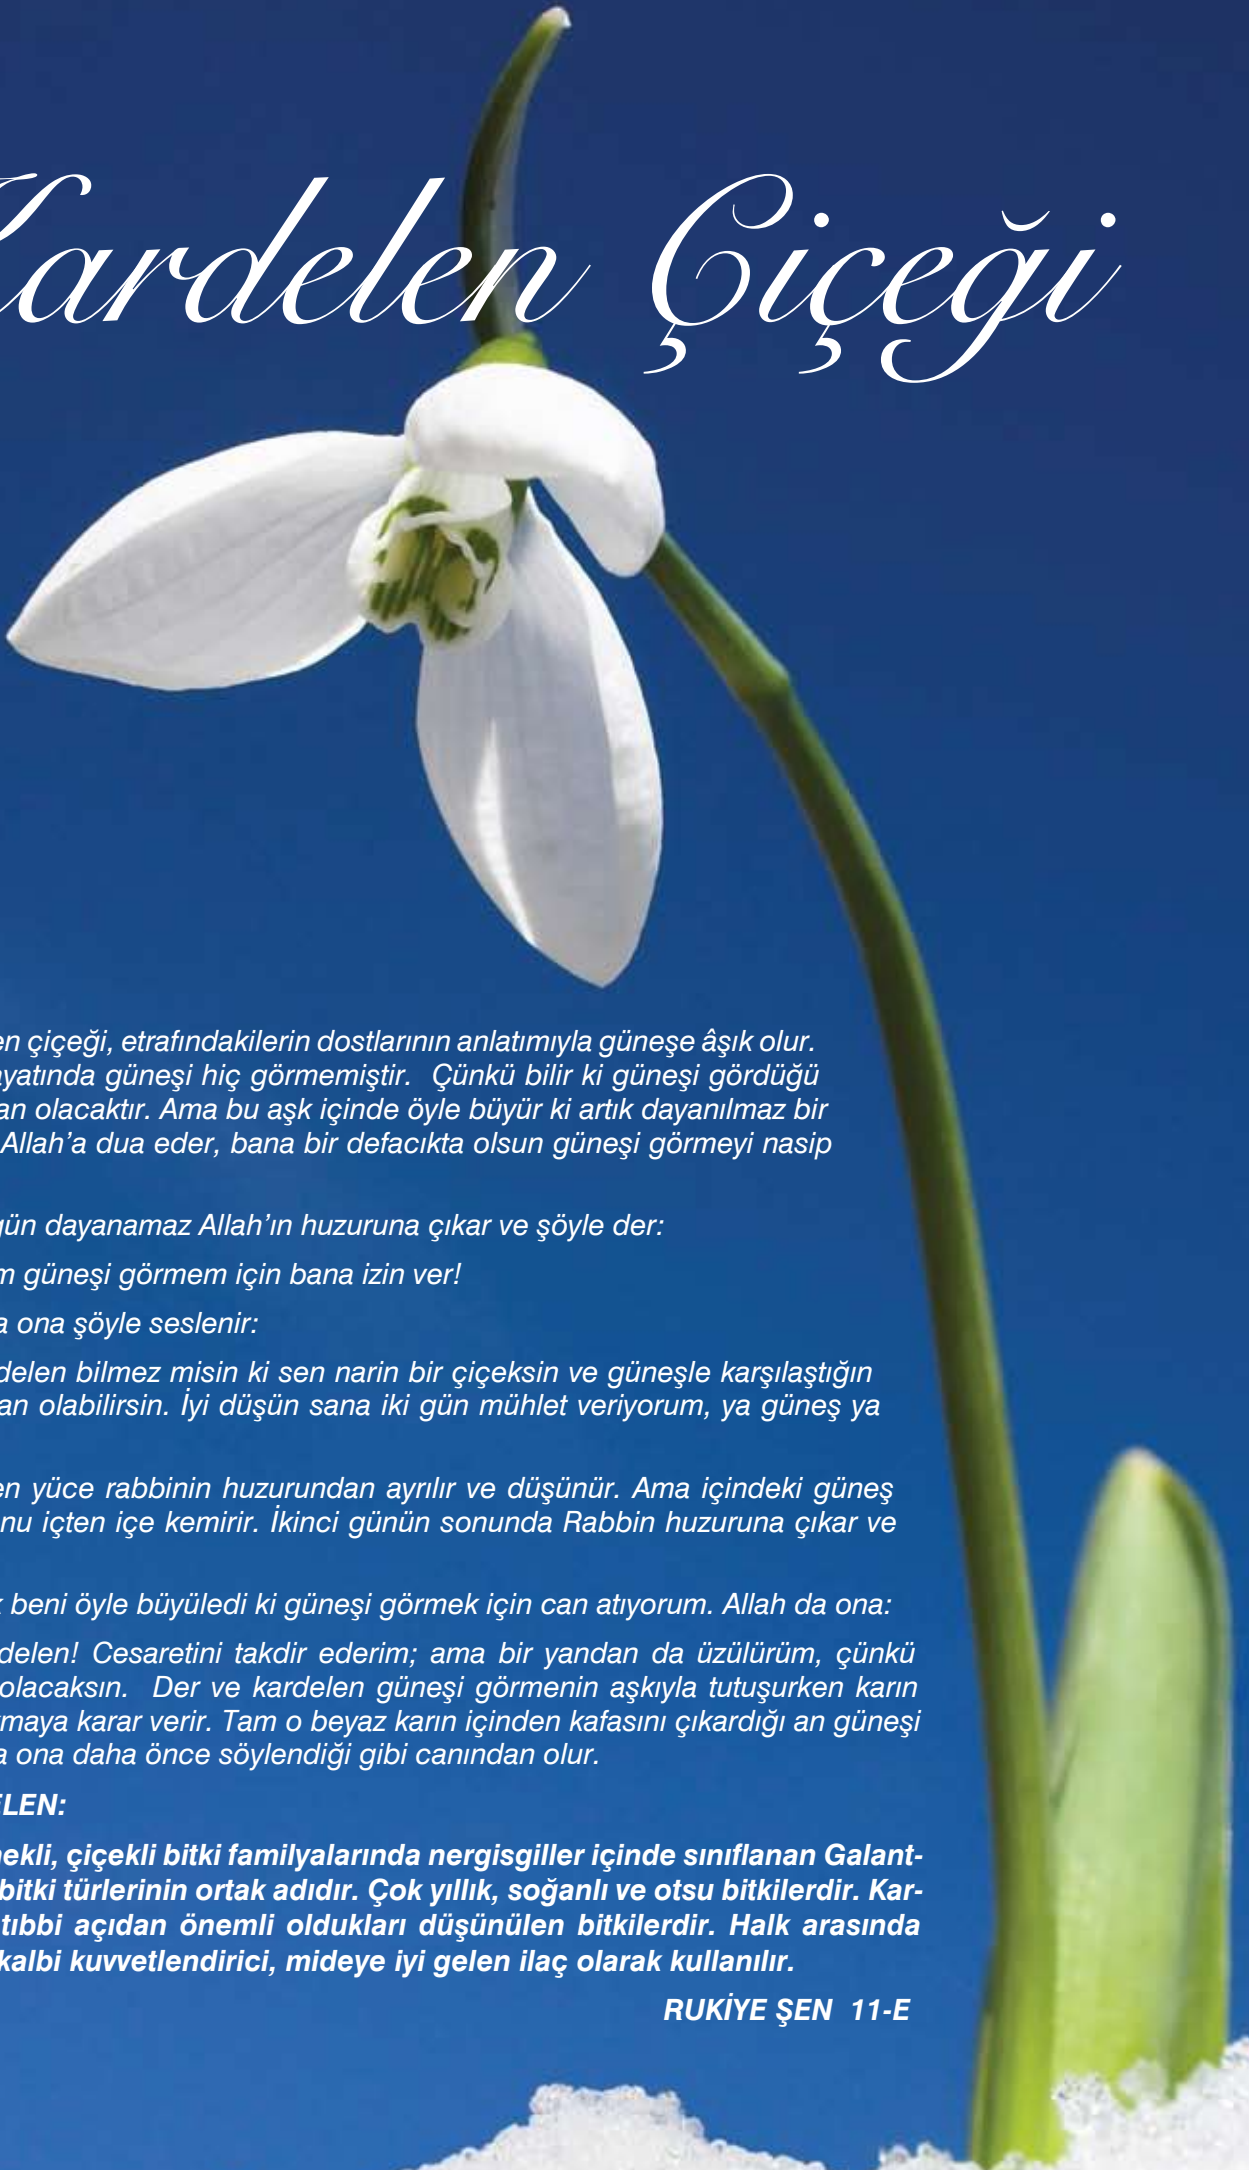 ardelen Çiçeği
en çiçeği, etrafındakilerin dostlarının anlatımıyla güneşe âşık olur.
ayatında güneşi hiç görmemiştir. Çünkü bilir ki güneşi gördüğü
an olacaktır. Ama bu aşk içinde öyle büyür ki artık dayanılmaz bir
Allah'a dua eder, bana bir defacıkta olsun güneşi görmeyi nasip
gün dayanamaz Allah'ın huzuruna çıkar ve şöyle der:
m güneşi görmem için bana izin ver!
a ona şöyle seslenir:
delen bilmez misin ki sen narin bir çiçeksin ve güneşle karşılaştığın
an olabilirsin. İyi düşün sana iki gün mühlet veriyorum, ya güneş ya
en yüce rabbinin huzurundan ayrılır ve düşünür. Ama içindeki güneş
nu içten içe kemirir. İkinci günün sonunda Rabbin huzuruna çıkar ve
k beni öyle büyüledi ki güneşi görmek için can atıyorum. Allah da ona:
delen! Cesaretini takdir ederim; ama bir yandan da üzülürüm, çünkü
olacaksın. Der ve kardelen güneşi görmenin aşkıyla tutuşurken karın
maya karar verir. Tam o beyaz karın içinden kafasını çıkardığı an güneşi
a ona daha önce söylendiği gibi canından olur.
ELEN:
nekli, çiçekli bitki familyalarında nergisgiller içinde sınıflanan Galant-
bitki türlerinin ortak adıdır. Çok yıllık, soğanlı ve otsu bitkilerdir. Kar-
tıbbi açıdan önemli oldukları düşünülen bitkilerdir. Halk arasında
kalbi kuvvetlendirici, mideye iyi gelen ilaç olarak kullanılır.
RUKİYE ŞEN 11-E